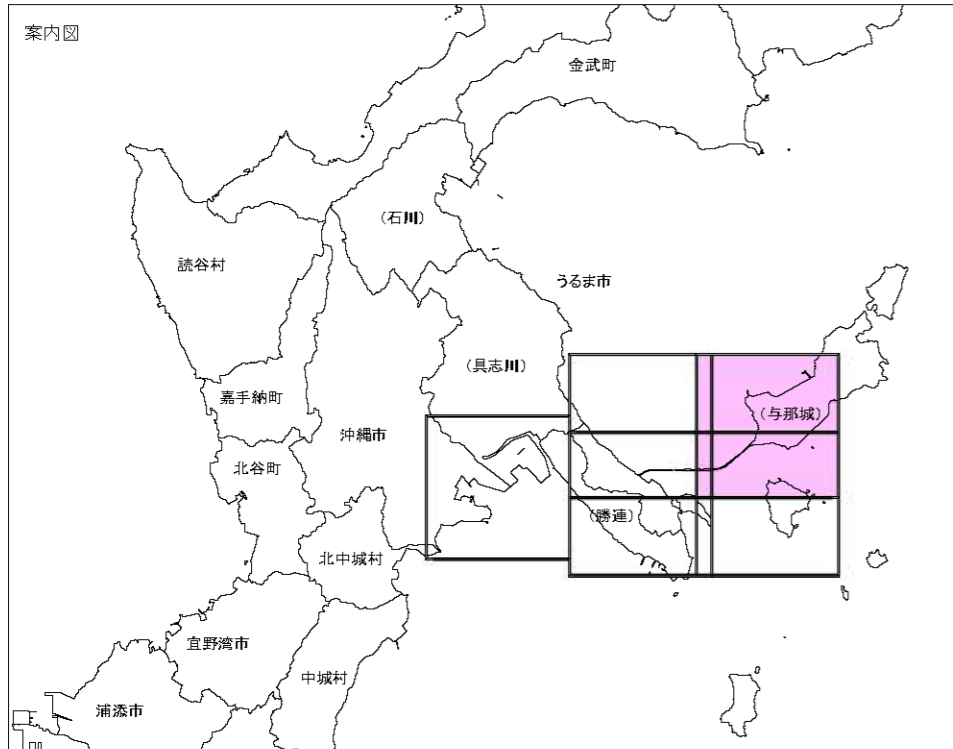 案内図
金武町
(石川)
読谷村
うるま市
(具志川)
嘉手納町
(与那城)
沖縄市
北谷町
(勝連)
北中城村
宜野湾市
中城村
浦添市